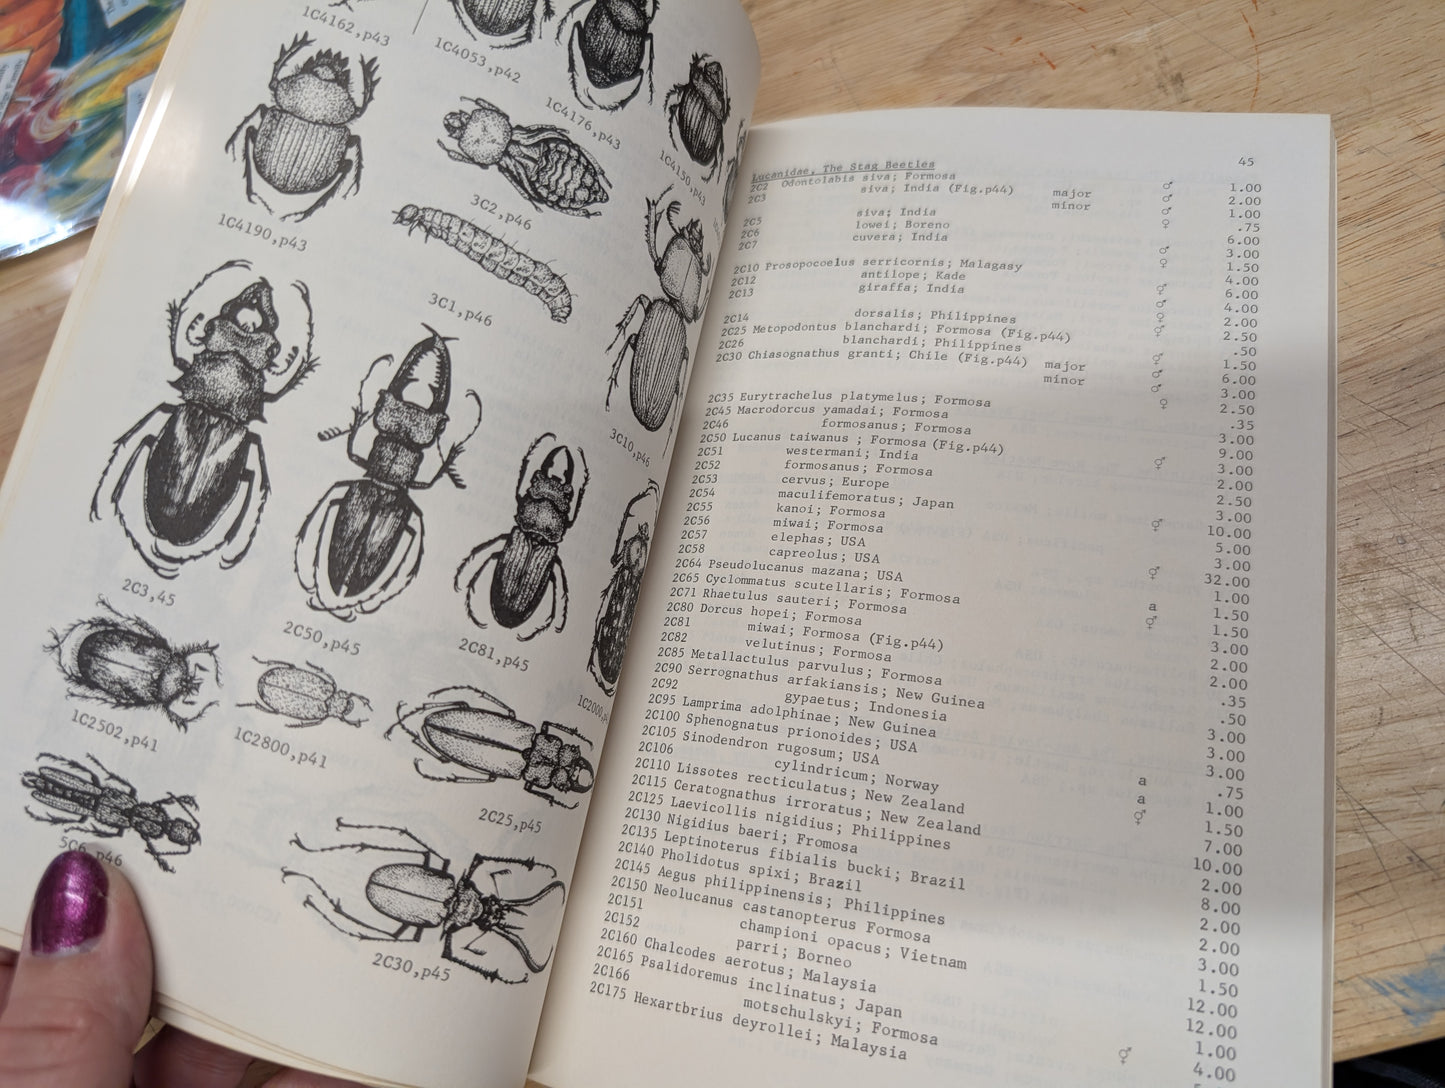 1C4162,p43
1C4053,p42
1C4176,p43
1C4150,p43
1C4190,p43
3C2,p46
3C1,p46
3C10,p46
2C3,45
2C50,p45
2C81,p45
1C2000,p
1C2502,p41
1C2800,p41
2C25,p45
5C6,p46
2C30,p45
45
Lucanidae, The Stag Beetles
2C2 Odontolabis siva; Formosa ♂
2C3 siva; India (Fig.p44) major ♂
minor ♂
2C5 siva; India ♀
2C6 lowei; Boreno
2C7 cuvera; India ♂
♀
2C10 Prosopocoelus serricornis; Malagasy
2C12 antilope; Kade
2C13 giraffa; India
2C14 dorsalis; Philippines
2C25 Metopodontus blanchardi; Formosa (Fig.p44)
2C26 blanchardi; Philippines
2C30 Chiasognathus granti; Chile (Fig.p44) major
minor
♀
2C35 Eurytrachelus platymelus; Formosa
2C45 Macrodorcus yamadai; Formosa
2C46 formosanus; Formosa
2C50 Lucanus taiwanus ; Formosa (Fig.p44)
2C51 westermani; India
2C52 formosanus; Formosa
2C53 cervus; Europe
2C54 maculifemoratus; Japan
2C55 kanoi; Formosa
2C56 miwai; Formosa
2C57 elephas; USA
2C58 capreolus; USA
2C64 Pseudolucanus mazana; USA
2C65 Cyclommatus scutellaris; Formosa
2C71 Rhaetulus sauteri; Formosa
2C80 Dorcus hopei; Formosa
2C81 miwai; Formosa (Fig.p44)
2C82 velutinus; Formosa
2C85 Metallactulus parvulus; Formosa
2C90 Serrognathus arfakiansis; New Guinea
2C92 gypaetus; Indonesia
2C95 Lamprima adolphinae; New Guinea
2C100 Sphenognatus prionoides; USA
2C105 Sinodendron rugosum; USA
2C106 cylindricum; Norway
2C110 Lissotes recticulatus; New Zealand
2C115 Ceratognathus irroratus; New Zealand
2C125 Laevicollis nigidius; Philippines
2C130 Nigidius baeri; Fromosa
2C135 Leptinoterus fibialis bucki; Brazil
2C140 Pholidotus spixi; Brazil
2C145 Aegus philippinensis; Philippines
2C150 Neolucanus castanopterus Formosa
2C151 championi opacus; Vietnam
2C152 parri; Borneo
2C160 Chalcodes aerotus; Malaysia
2C165 Psalidoremus inclinatus; Japan
2C166 motschulskyi; Formosa
2C175 Hexartbrius deyrollei; Malaysia
a
a
a
1.00
2.00
1.00
.75
6.00
3.00
1.50
4.00
6.00
4.00
2.00
2.50
.50
1.50
6.00
3.00
2.50
.35
3.00
9.00
3.00
2.00
2.50
3.00
10.00
5.00
3.00
32.00
1.00
1.50
1.50
3.00
2.00
2.00
.35
.50
3.00
3.00
3.00
.75
1.00
1.50
7.00
10.00
2.00
8.00
2.00
2.00
3.00
1.50
12.00
12.00
1.00
4.00